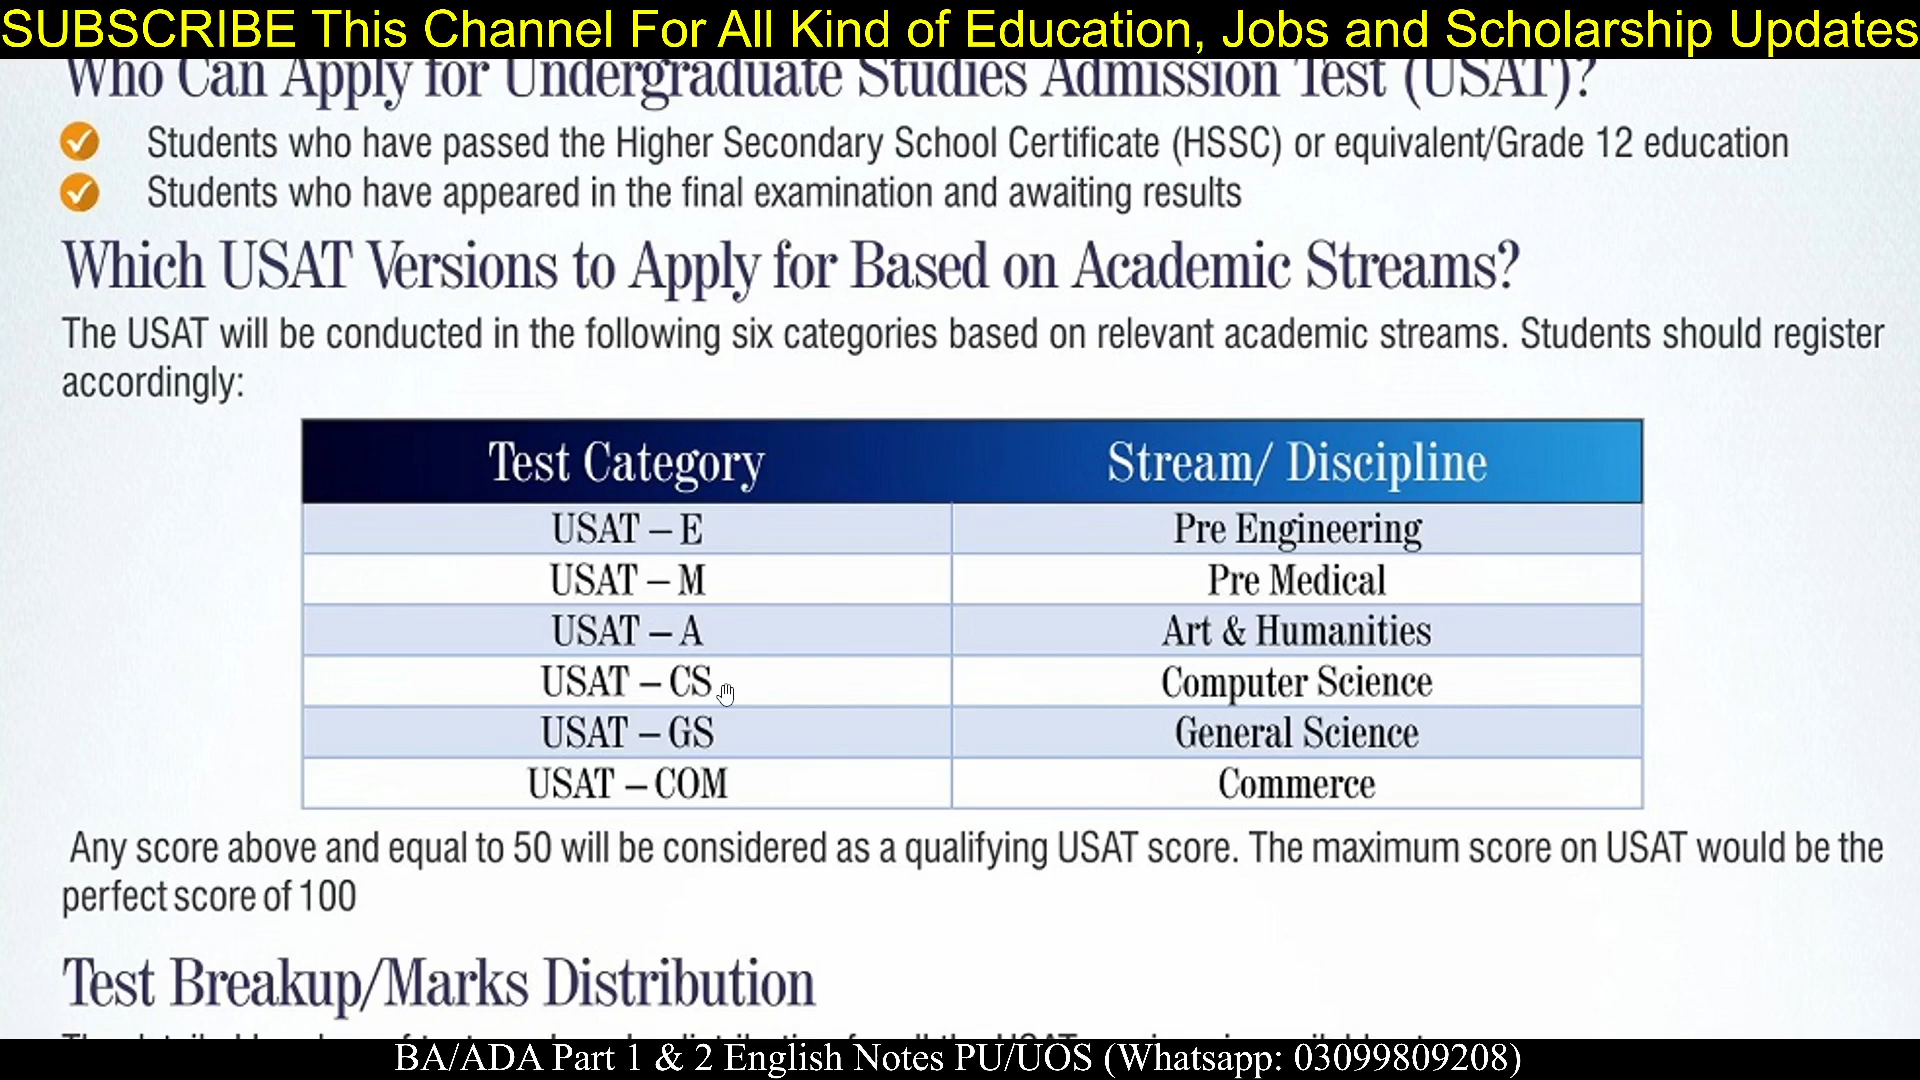 SUBSCRIBE This Channel For All Kind of Education, Jobs and Scholarship Updates
Who Can Apply for Undergraduate Studies Admission Test (USAT)?
Students who have passed the Higher Secondary School Certificate (HSSC) or equivalent/Grade 12 education
Students who have appeared in the final examination and awaiting results
Which USAT Versions to Apply for Based on Academic Streams?
The USAT will be conducted in the following six categories based on relevant academic streams. Students should register
accordingly:
Test Category Stream/ Discipline
USAT – E Pre Engineering
USAT – M Pre Medical
USAT – A Art & Humanities
USAT – CS Computer Science
USAT – GS General Science
USAT – COM Commerce
Any score above and equal to 50 will be considered as a qualifying USAT score. The maximum score on USAT would be the
perfect score of 100
Test Breakup/Marks Distribution
BA/ADA Part 1 & 2 English Notes PU/UOS (Whatsapp: 03099809208)